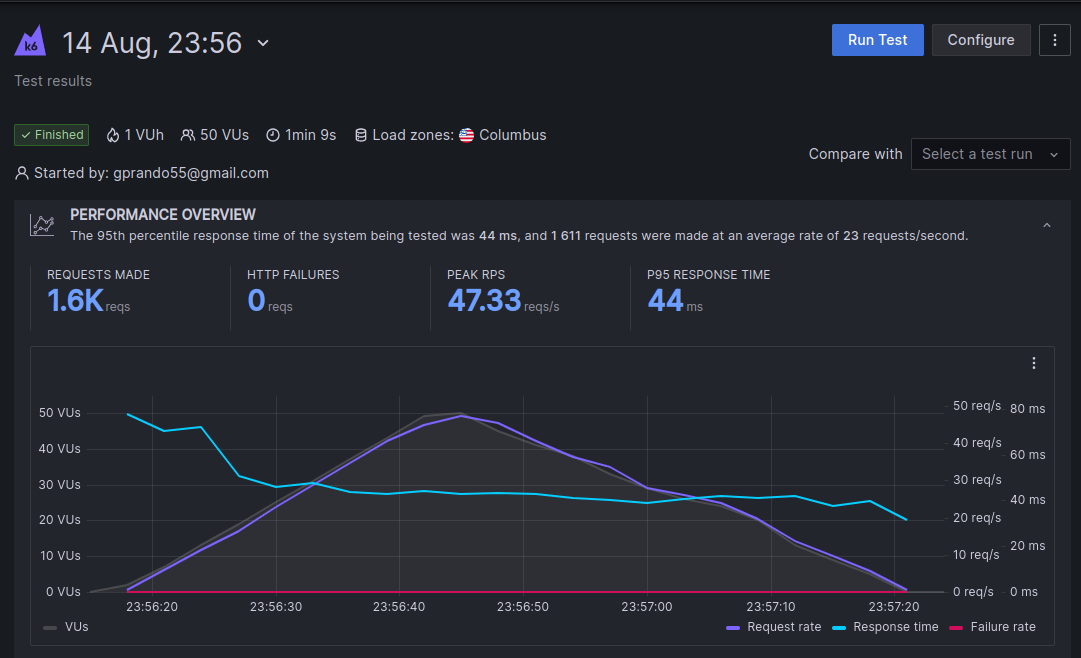 k6 14 Aug, 23:56 Run Test Configure
Test results
Finished 1 VUh 50 VUs 1min 9s Load zones: Columbus
Compare with Select a test run
Started by: gprando55@gmail.com
PERFORMANCE OVERVIEW
The 95th percentile response time of the system being tested was 44 ms, and 1 611 requests were made at an average rate of 23 requests/second.
REQUESTS MADE HTTP FAILURES PEAK RPS P95 RESPONSE TIME
1.6K reqs 0 reqs 47.33 reqs/s 44 ms
50 VUs 50 req/s 80 ms
40 VUs 40 req/s 60 ms
30 VUs 30 req/s 40 ms
20 VUs 20 req/s
10 VUs 10 req/s 20 ms
0 VUs 0 req/s 0 ms
23:56:20 23:56:30 23:56:40 23:56:50 23:57:00 23:57:10 23:57:20
VUs Request rate Response time Failure rate